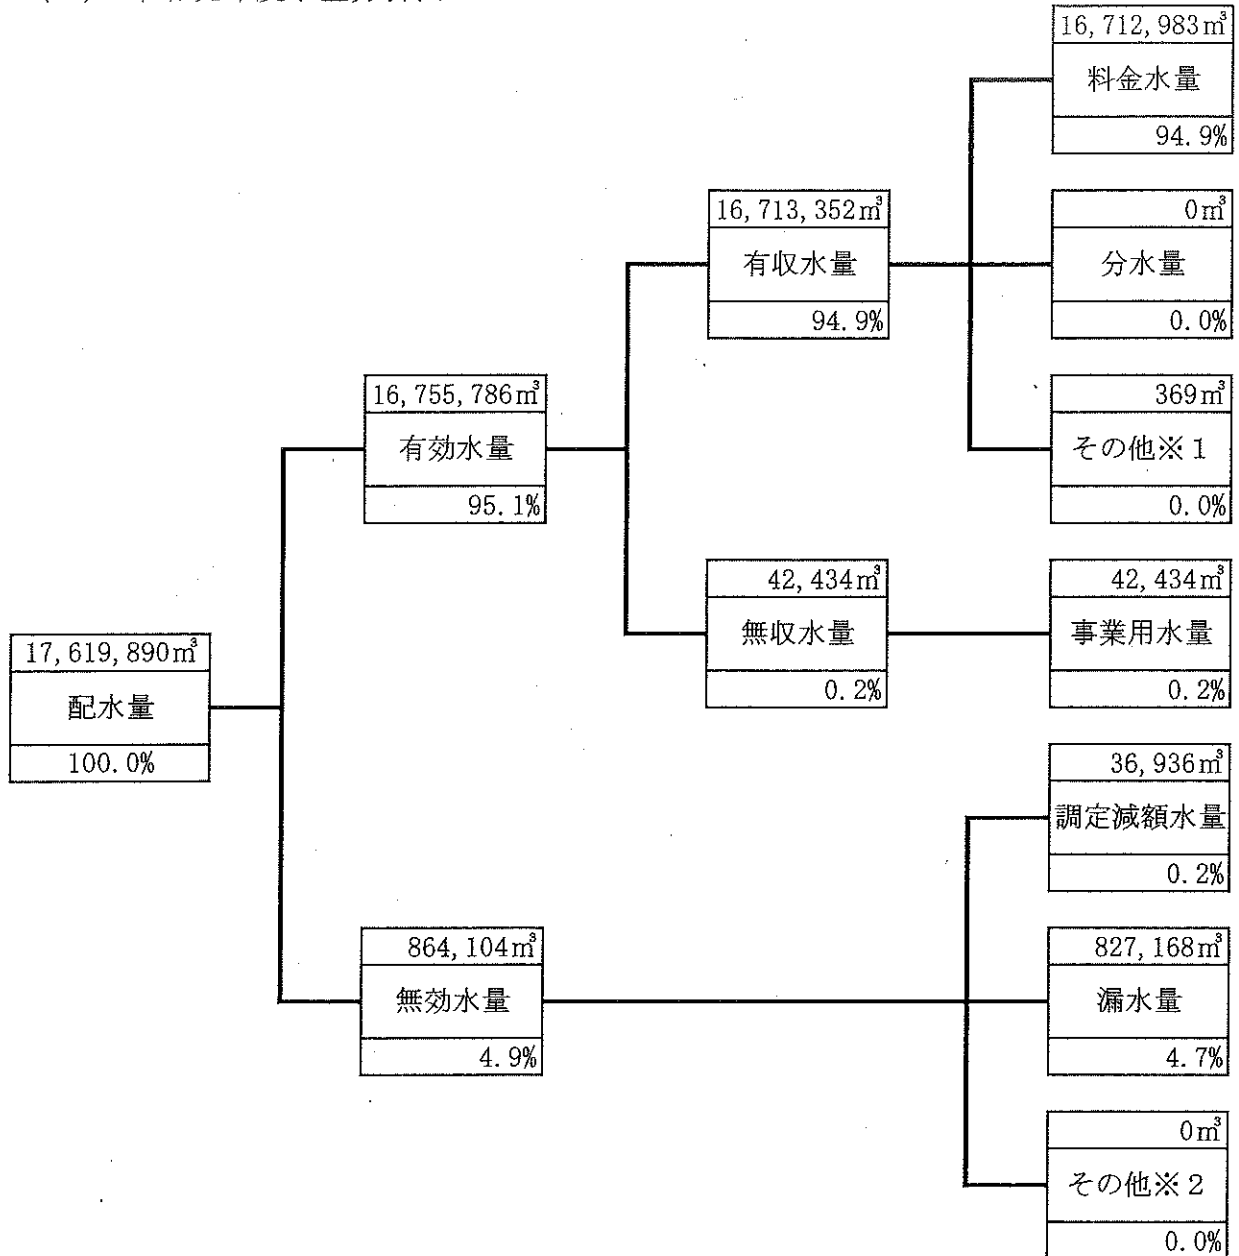 16,712,983㎥
料金水量
94.9%
16,713,352㎥
有収水量
94.9%
0㎥
分水量
0.0%
16,755,786㎥
有効水量
95.1%
369㎥
その他※1
0.0%
42,434㎥
無収水量
0.2%
42,434㎥
事業用水量
0.2%
17,619,890㎥
配水量
100.0%
36,936㎥
調定減額水量
0.2%
864,104㎥
無効水量
4.9%
827,168㎥
漏水量
4.7%
0㎥
その他※2
0.0%